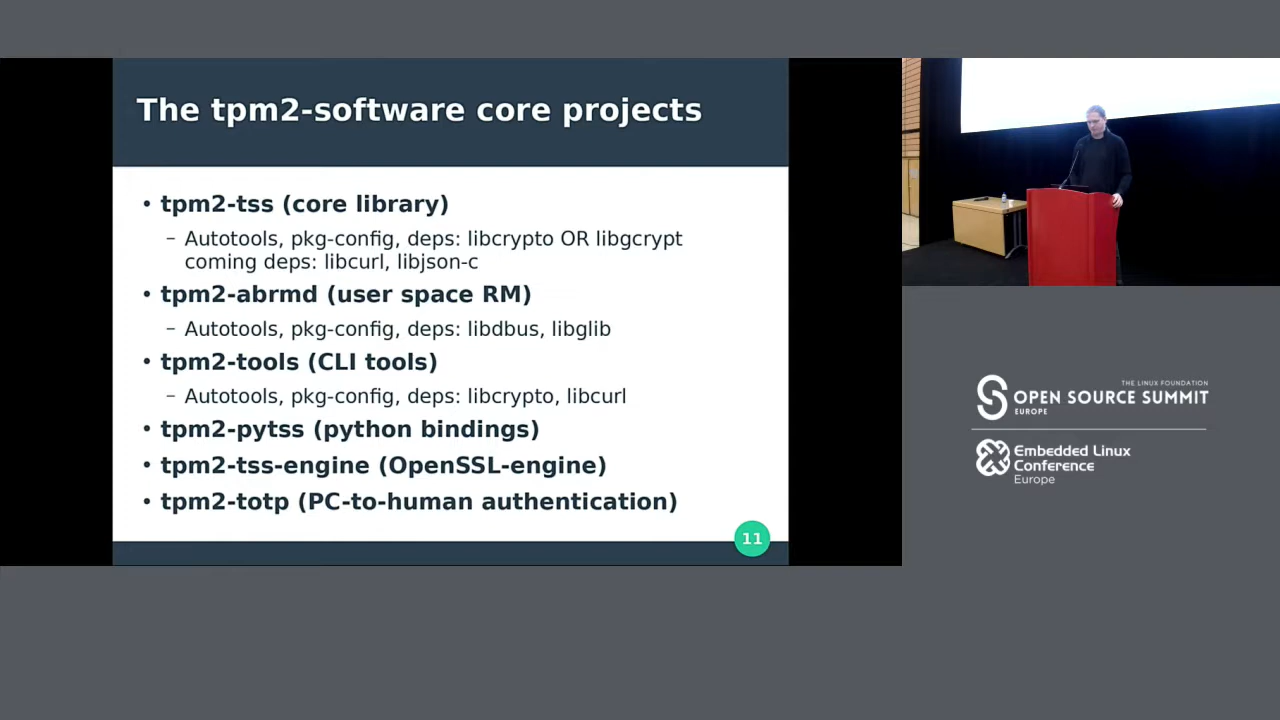 The tpm2-software core projects
• tpm2-tss (core library)
– Autotools, pkg-config, deps: libcrypto OR libgcrypt
coming deps: libcurl, libjson-c
• tpm2-abrmd (user space RM)
– Autotools, pkg-config, deps: libdbus, libglib
• tpm2-tools (CLI tools)
– Autotools, pkg-config, deps: libcrypto, libcurl
• tpm2-pytss (python bindings)
• tpm2-tss-engine (OpenSSL-engine)
• tpm2-totp (PC-to-human authentication)
11
THE LINUX FOUNDATION
OPEN SOURCE SUMMIT
EUROPE
Embedded Linux
Conference
Europe